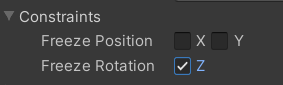 Constraints
Freeze Position X Y
Freeze Rotation Z